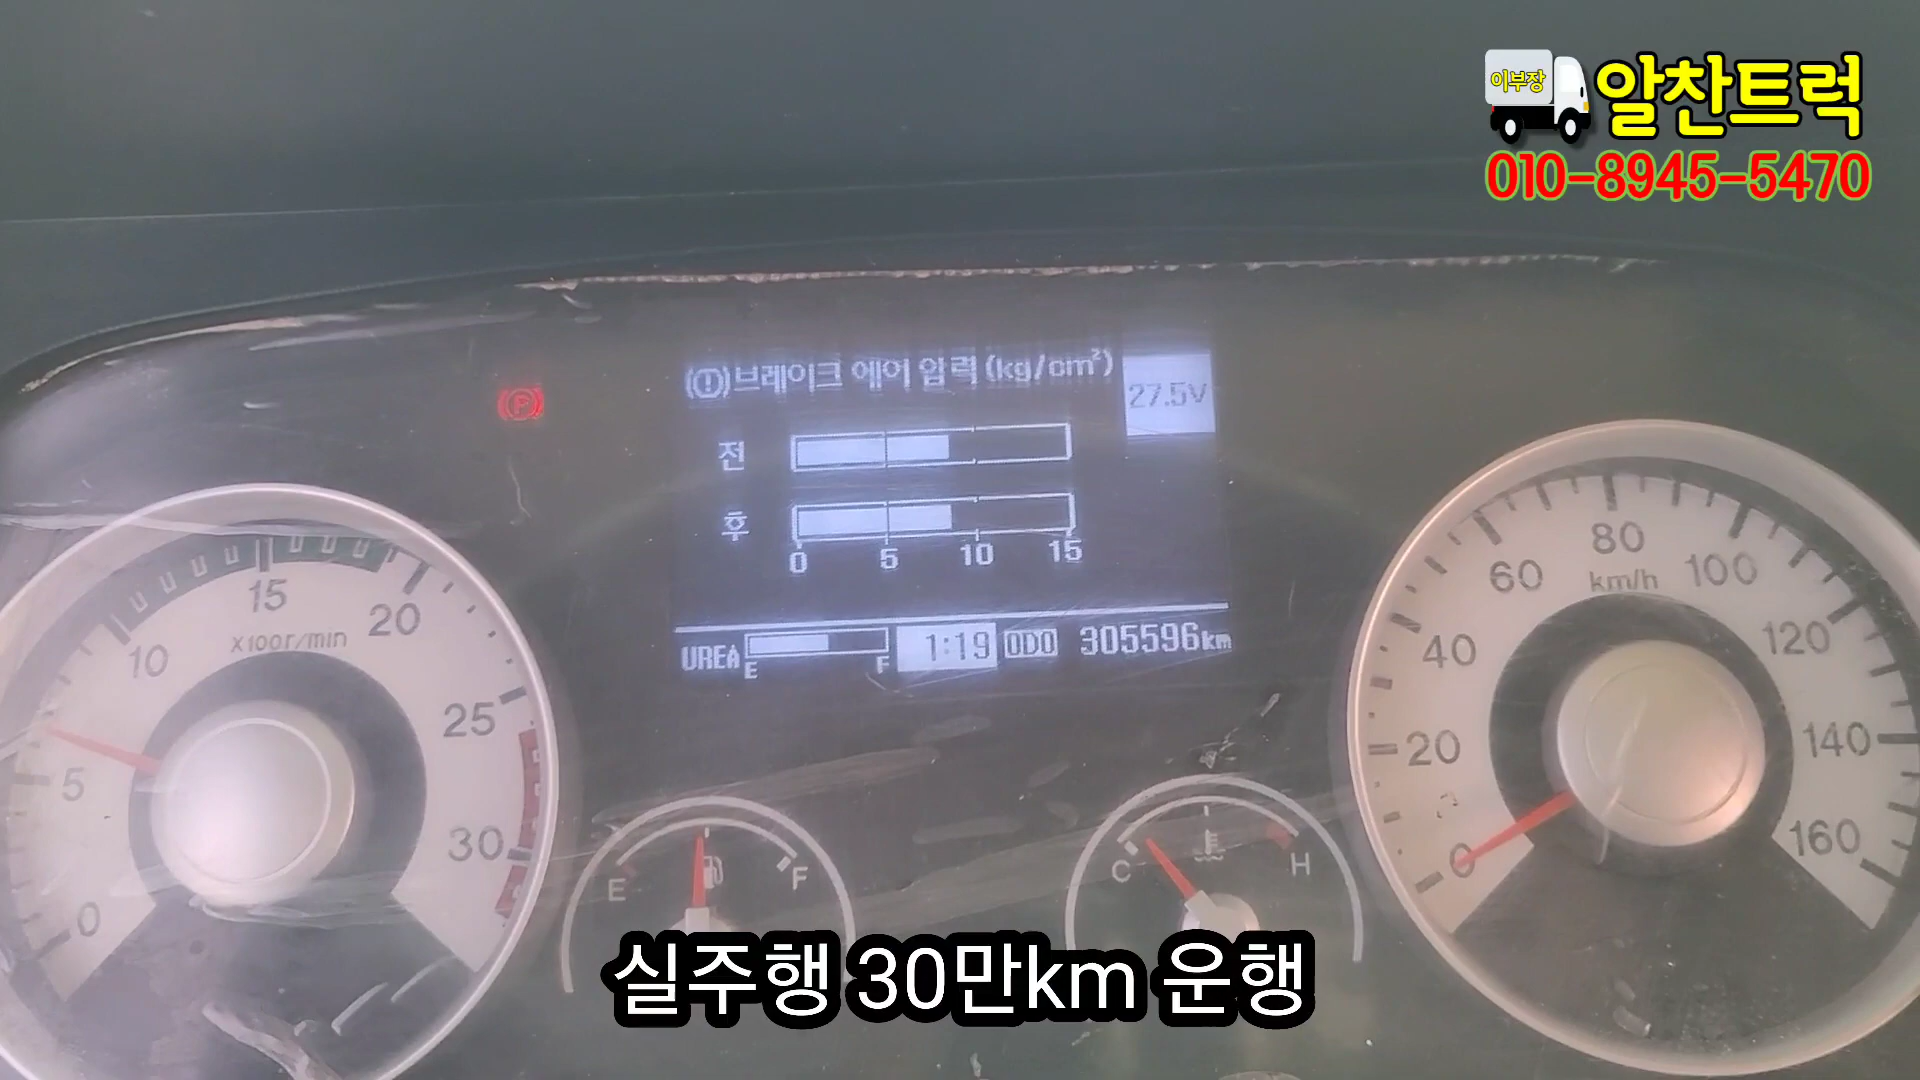 이부장
알찬트럭
010-8945-5470
브레이크 에어 압력 (kg/cm²)
27.5V
전
후
0 5 10 15
UREA E F 1:19 ODO 305596km
0 5 10 15 20 25 30
x100r/min
E F
C H
0 20 40 60 80 100 120 140 160
km/h
P
실주행 30만km 운행